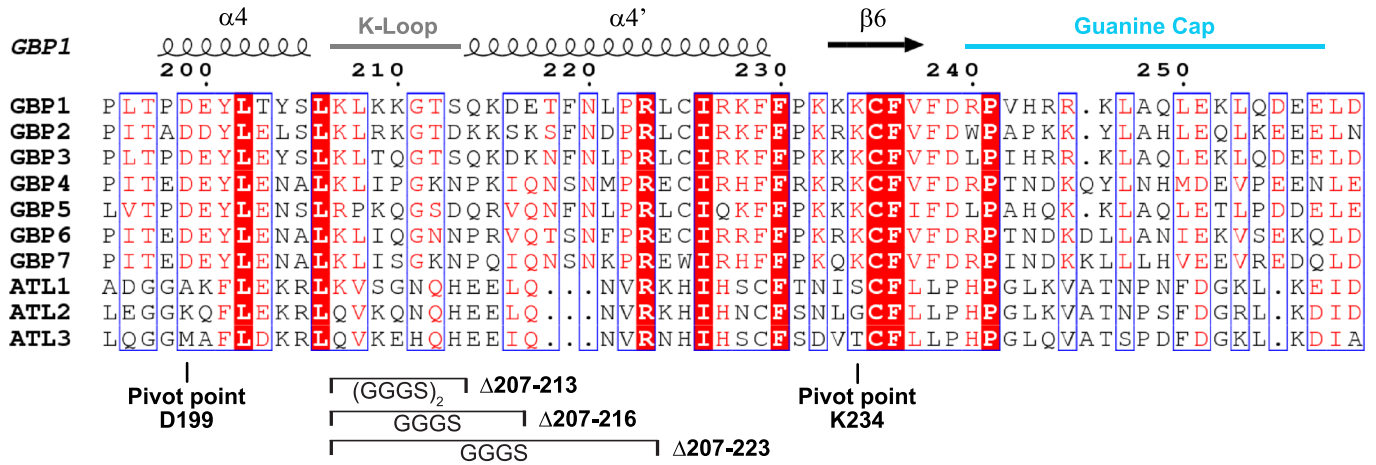 α4 K-Loop α4' β6 Guanine Cap
GBP1
200 210 220 230 240 250
GBP1 PLTPDEYLTYSLKLKKGTSQKDETFNLPRLCIRKFFPKKKCFVFDRPVHRR.KLAQLEKLQDEELD
GBP2 PITADDYLELSLKLRKGTDKKSKSFNDPRLCIRKFFPKRKCFVFDWPAPKK.YLAHLEQLKEEELN
GBP3 PLTPDEYLEYSLKLTQGTSQKDKNFNLPRLCIRKFFPKKKCFVFDLPIHRR.KLAQLEKLQDEELD
GBP4 PITEDEYLENALKLIPGKNPKIQNSNMPRECIRHFFRKRKCFVFDRPTNDKQYLNHMDEVPEENLE
GBP5 LVTPDEYLENSLRPKQGSDQRVQNFNLPRLCIQKFFPKKKCFIFDLPAHQK.KLAQLETLPDDELE
GBP6 PITEDEYLENALKLIQGNNPRVQTSNFPRECIRRFFPKRKCFVFDRPTNDKDLLANIEKVSEKQLD
GBP7 PITEDEYLENALKLISGKNPQIQNSNKPREWIRHFFPKQKCFVFDRPINDKKLLLHVEEVREDQLD
ATL1 ADGGAKFLEKRLKVSGNQHEELQ...NVRKHIHSCFTNISCFLLPHPGLKVATNPNFDGKL.KEID
ATL2 LEGGKQFLEKRLQVKQNQHEELQ...NVRKHIHNCFSNLGCFLLPHPGLKVATNPSFDGRL.KDID
ATL3 LQGGMAFLDKRLQVKEHQHEEIQ...NVRNHIHSCFSDVTCFLLPHPGLQVATSPDFDGKL.KDIA
Pivot point
D199
(GGGS)2 Δ207-213
GGGS Δ207-216
GGGS Δ207-223
Pivot point
K234